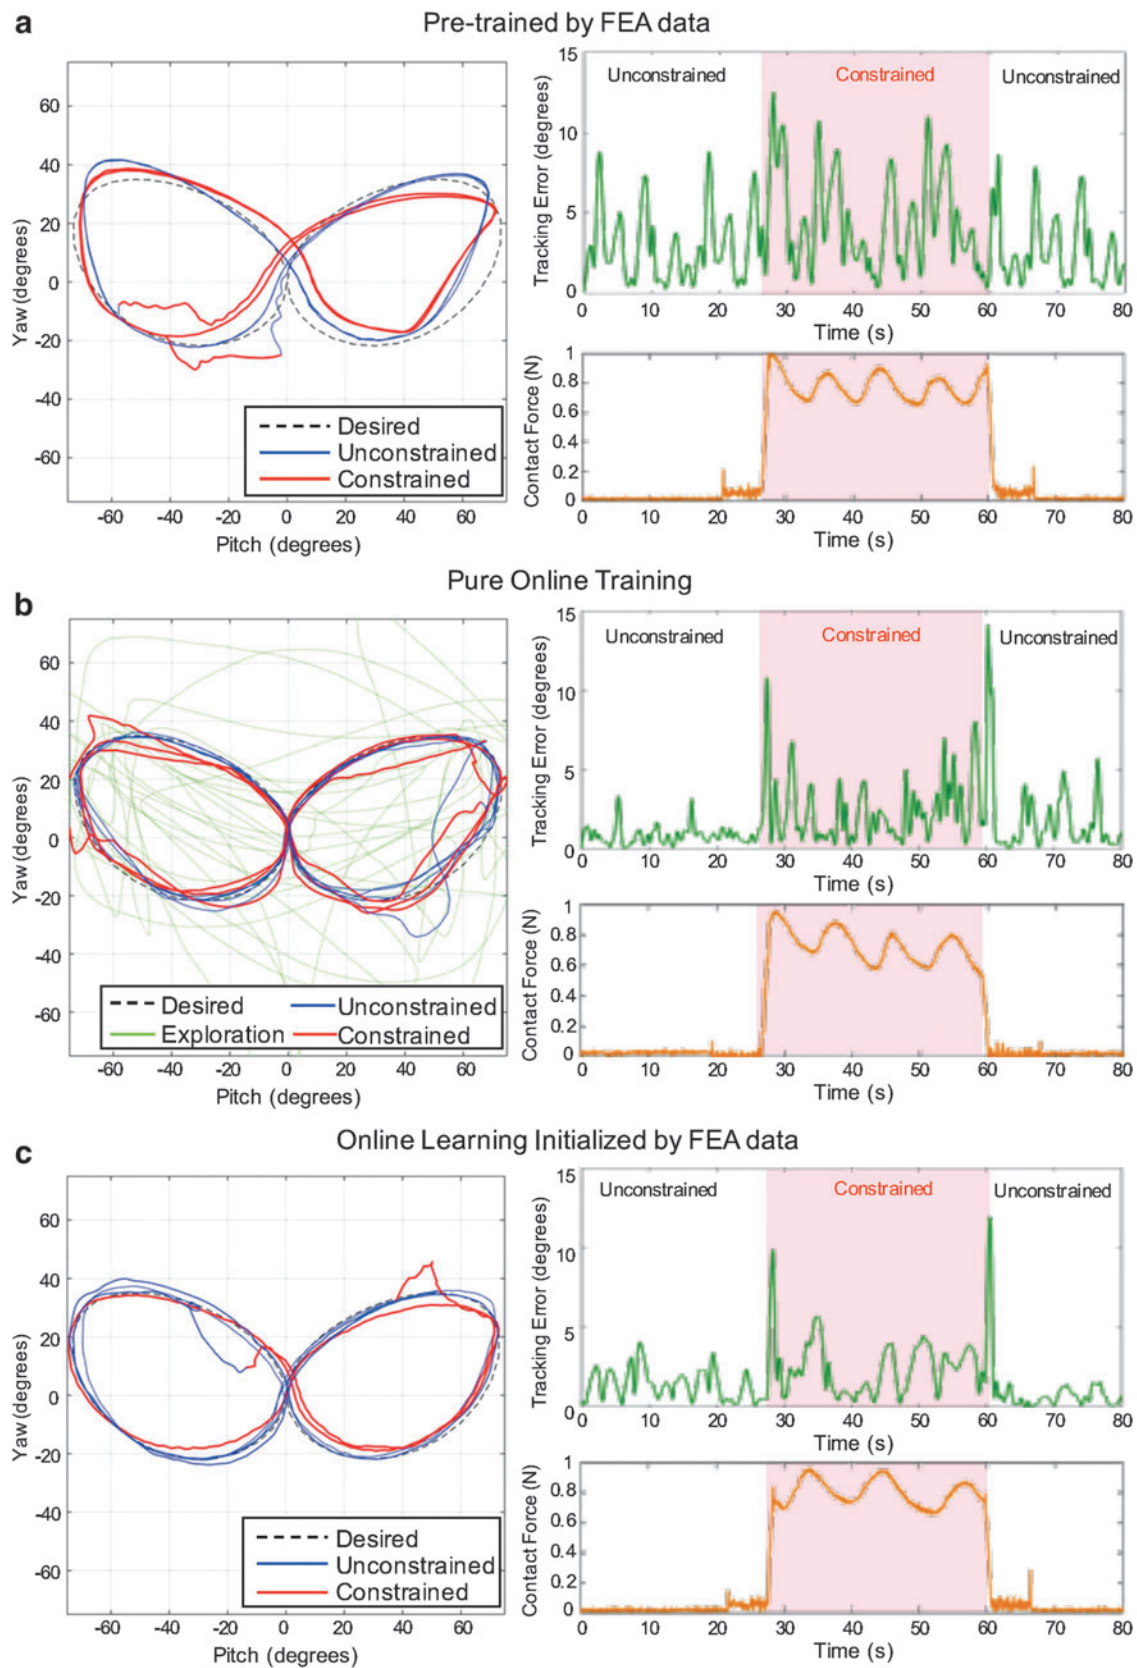 a
Pre-trained by FEA data
60
40
20
0
-20
-40
-60
Yaw (degrees)
-60 -40 -20 0 20 40 60
Pitch (degrees)
Desired
Unconstrained
Constrained
15
10
5
0
Tracking Error (degrees)
Unconstrained Constrained Unconstrained
0 10 20 30 40 50 60 70 80
Time (s)
1
0.8
0.6
0.4
0.2
0
Contact Force (N)
0 10 20 30 40 50 60 70 80
Time (s)
b
Pure Online Training
60
40
20
0
-20
-40
-60
Yaw (degrees)
-60 -40 -20 0 20 40 60
Pitch (degrees)
Desired Unconstrained
Exploration Constrained
15
10
5
0
Tracking Error (degrees)
Unconstrained Constrained Unconstrained
0 10 20 30 40 50 60 70 80
Time (s)
1
0.8
0.6
0.4
0.2
0
Contact Force (N)
0 10 20 30 40 50 60 70 80
Time (s)
c
Online Learning Initialized by FEA data
60
40
20
0
-20
-40
-60
Yaw (degrees)
-60 -40 -20 0 20 40 60
Pitch (degrees)
Desired
Unconstrained
Constrained
15
10
5
0
Tracking Error (degrees)
Unconstrained Constrained Unconstrained
0 10 20 30 40 50 60 70 80
Time (s)
1
0.8
0.6
0.4
0.2
0
Contact Force (N)
0 10 20 30 40 50 60 70 80
Time (s)